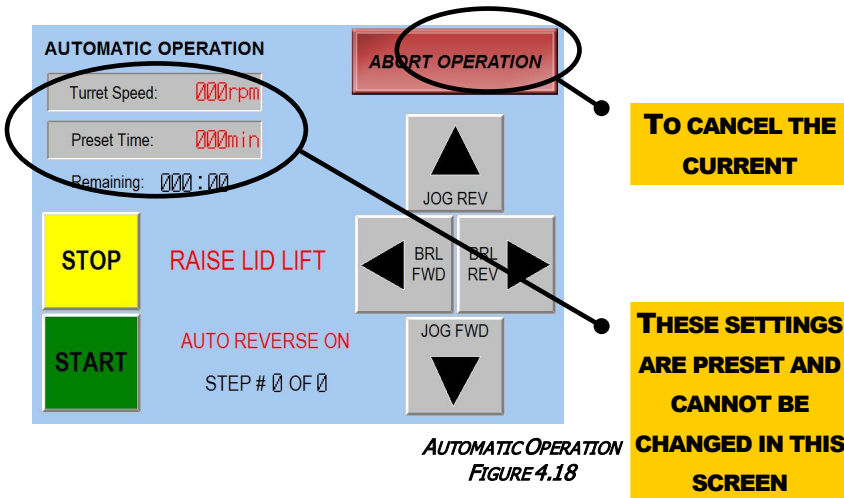 AUTOMATIC OPERATION
ABORT OPERATION
Turret Speed: 000rpm
Preset Time: 000min
Remaining: 000:00
TO CANCEL THE
CURRENT
JOG REV
STOP
RAISE LID LIFT
BRL
FWD
BRL
REV
START
AUTO REVERSE ON
STEP # 0 OF 0
JOG FWD
THESE SETTINGS
ARE PRESET AND
CANNOT BE
CHANGED IN THIS
SCREEN
AUTOMATIC OPERATION
FIGURE 4.18